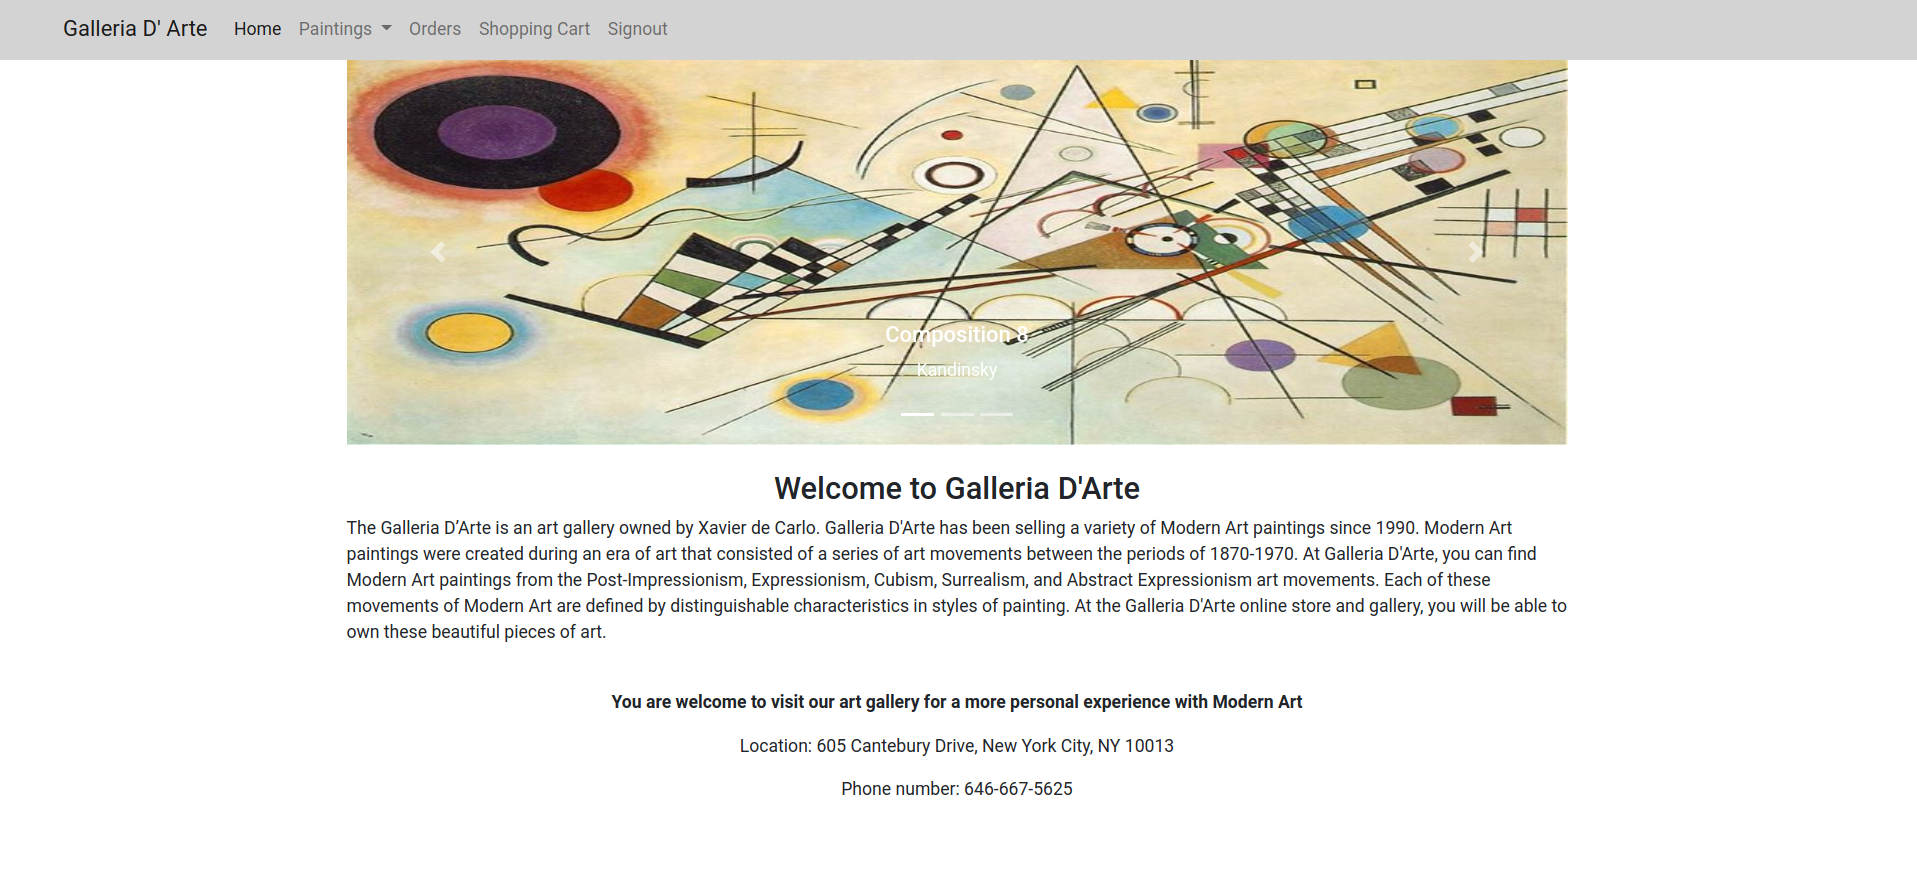 Galleria D' Arte Home Paintings Orders Shopping Cart Signout
Composition 8
Kandinsky
Welcome to Galleria D'Arte
The Galleria D’Arte is an art gallery owned by Xavier de Carlo. Galleria D'Arte has been selling a variety of Modern Art paintings since 1990. Modern Art
paintings were created during an era of art that consisted of a series of art movements between the periods of 1870-1970. At Galleria D'Arte, you can find
Modern Art paintings from the Post-Impressionism, Expressionism, Cubism, Surrealism, and Abstract Expressionism art movements. Each of these
movements of Modern Art are defined by distinguishable characteristics in styles of painting. At the Galleria D'Arte online store and gallery, you will be able to
own these beautiful pieces of art.
You are welcome to visit our art gallery for a more personal experience with Modern Art
Location: 605 Cantebury Drive, New York City, NY 10013
Phone number: 646-667-5625